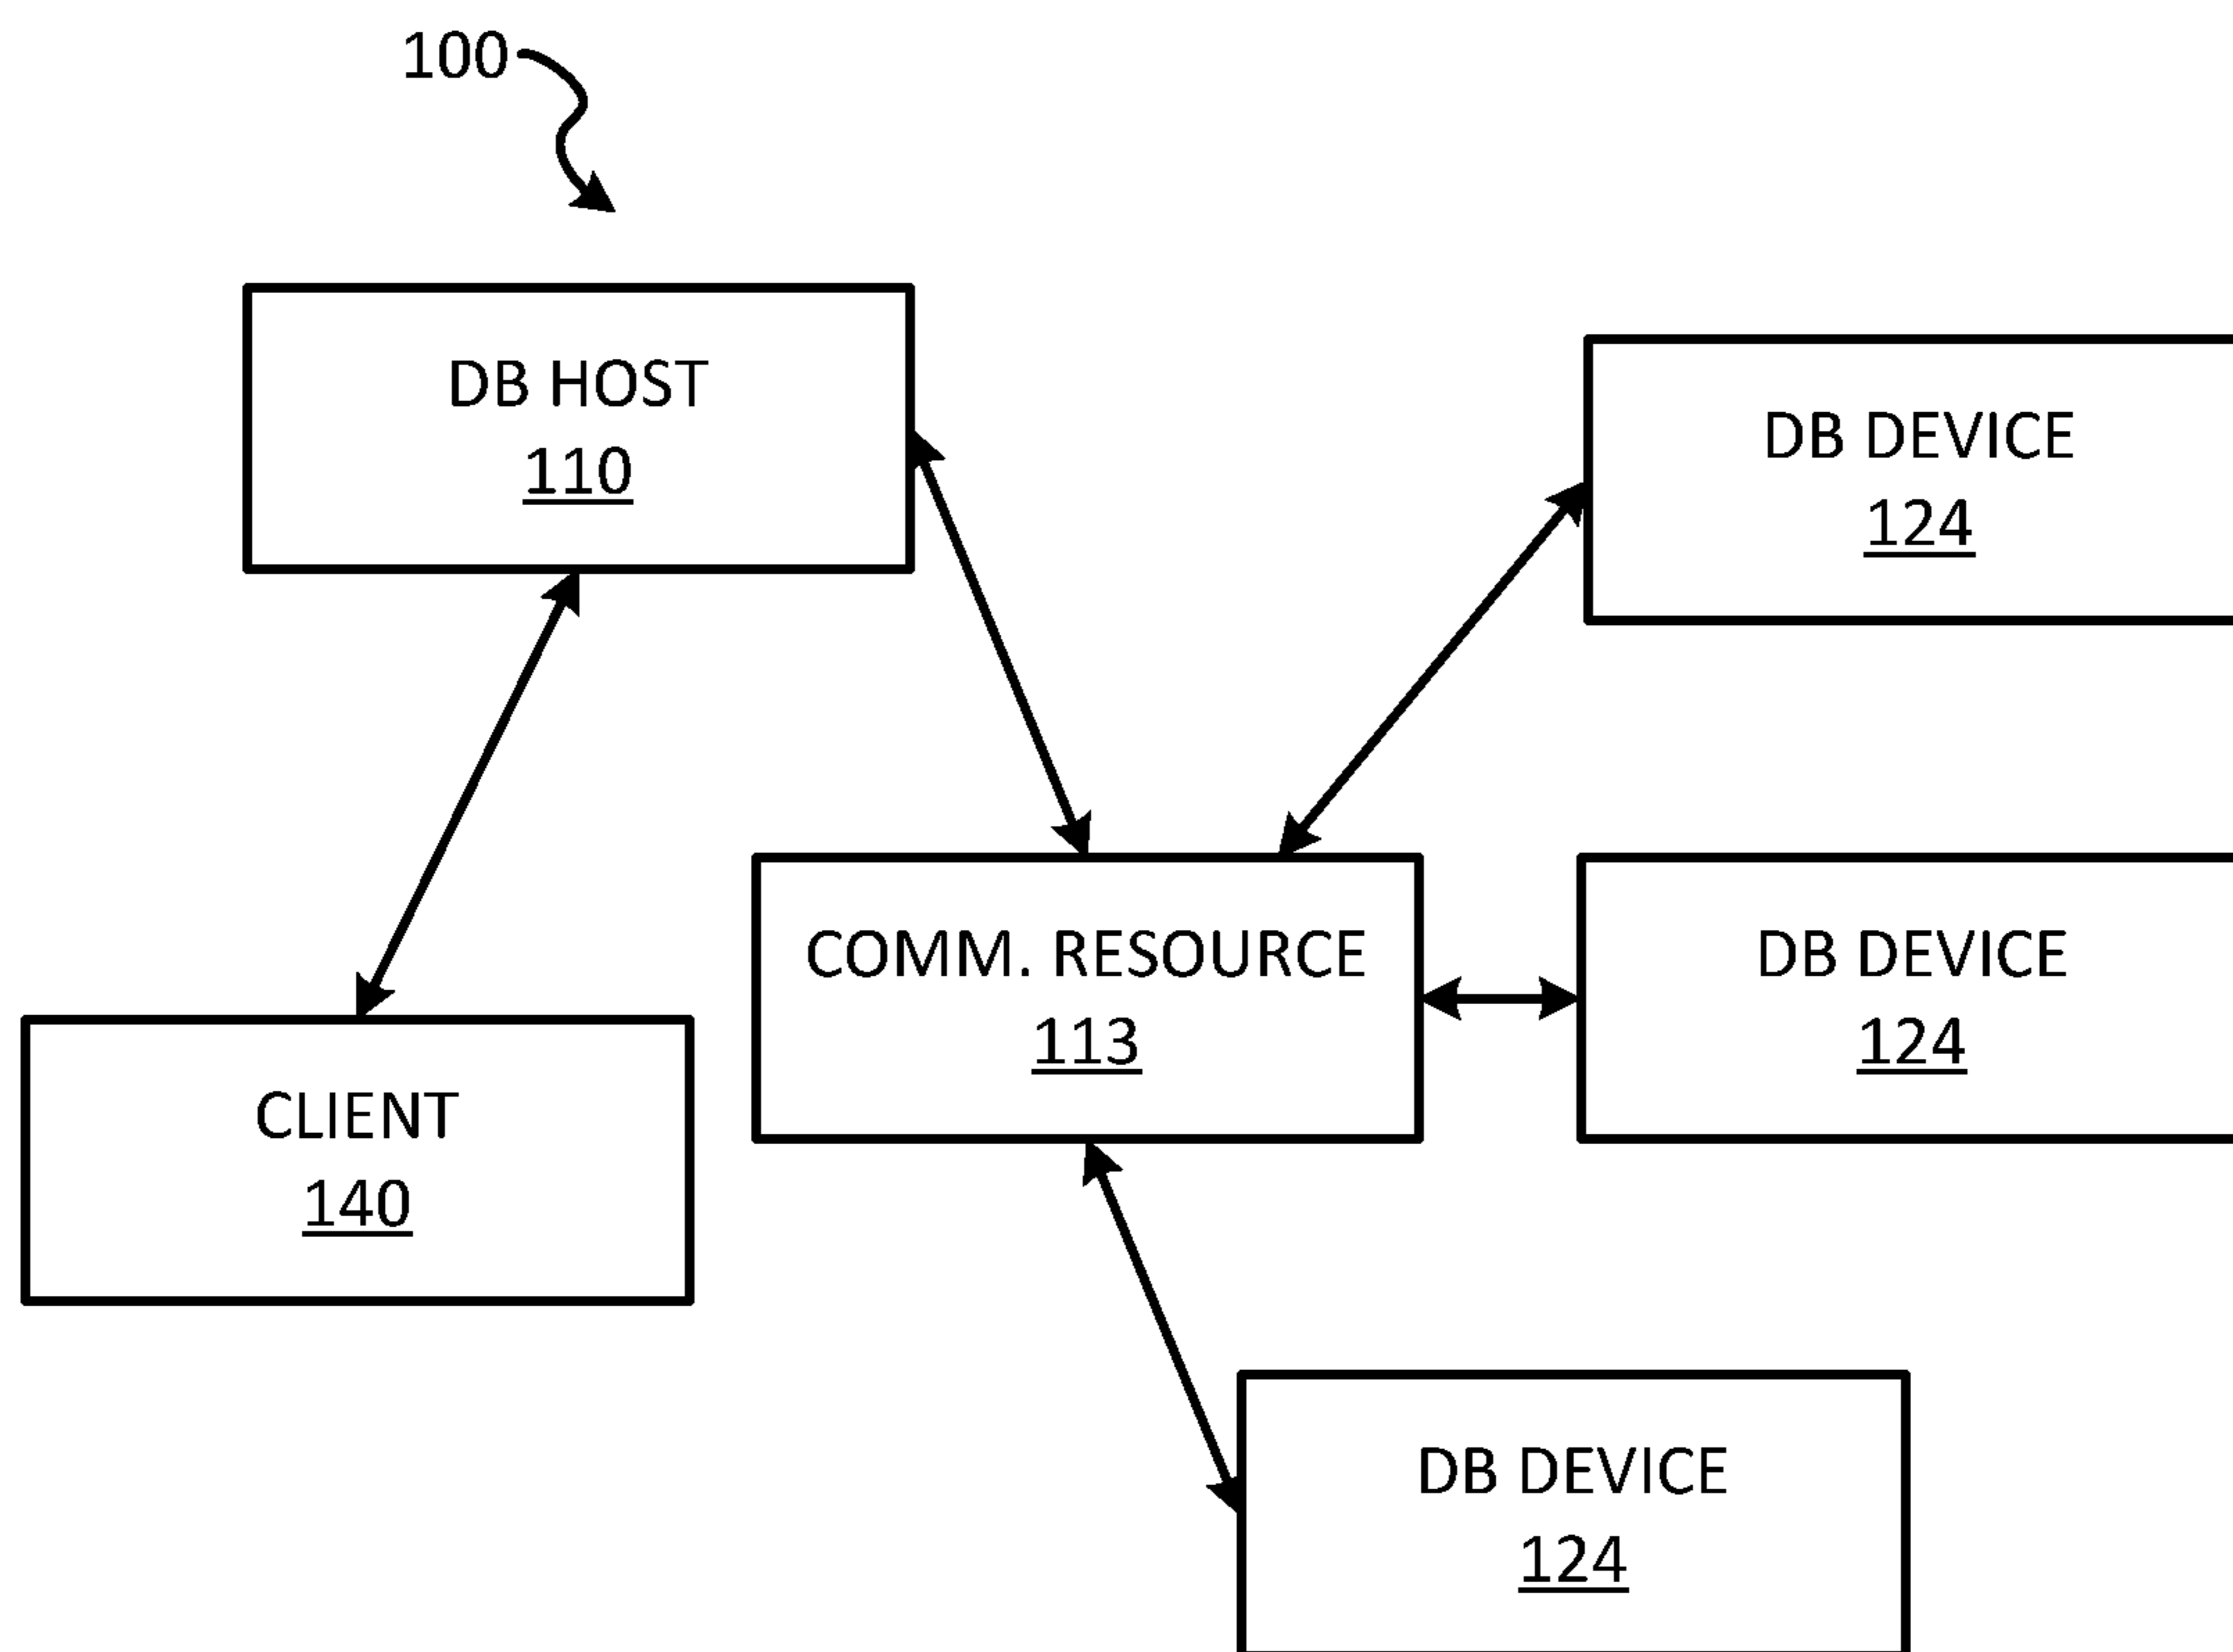 100
DB HOST
110
DB DEVICE
124
COMM. RESOURCE
113
DB DEVICE
124
CLIENT
140
DB DEVICE
124